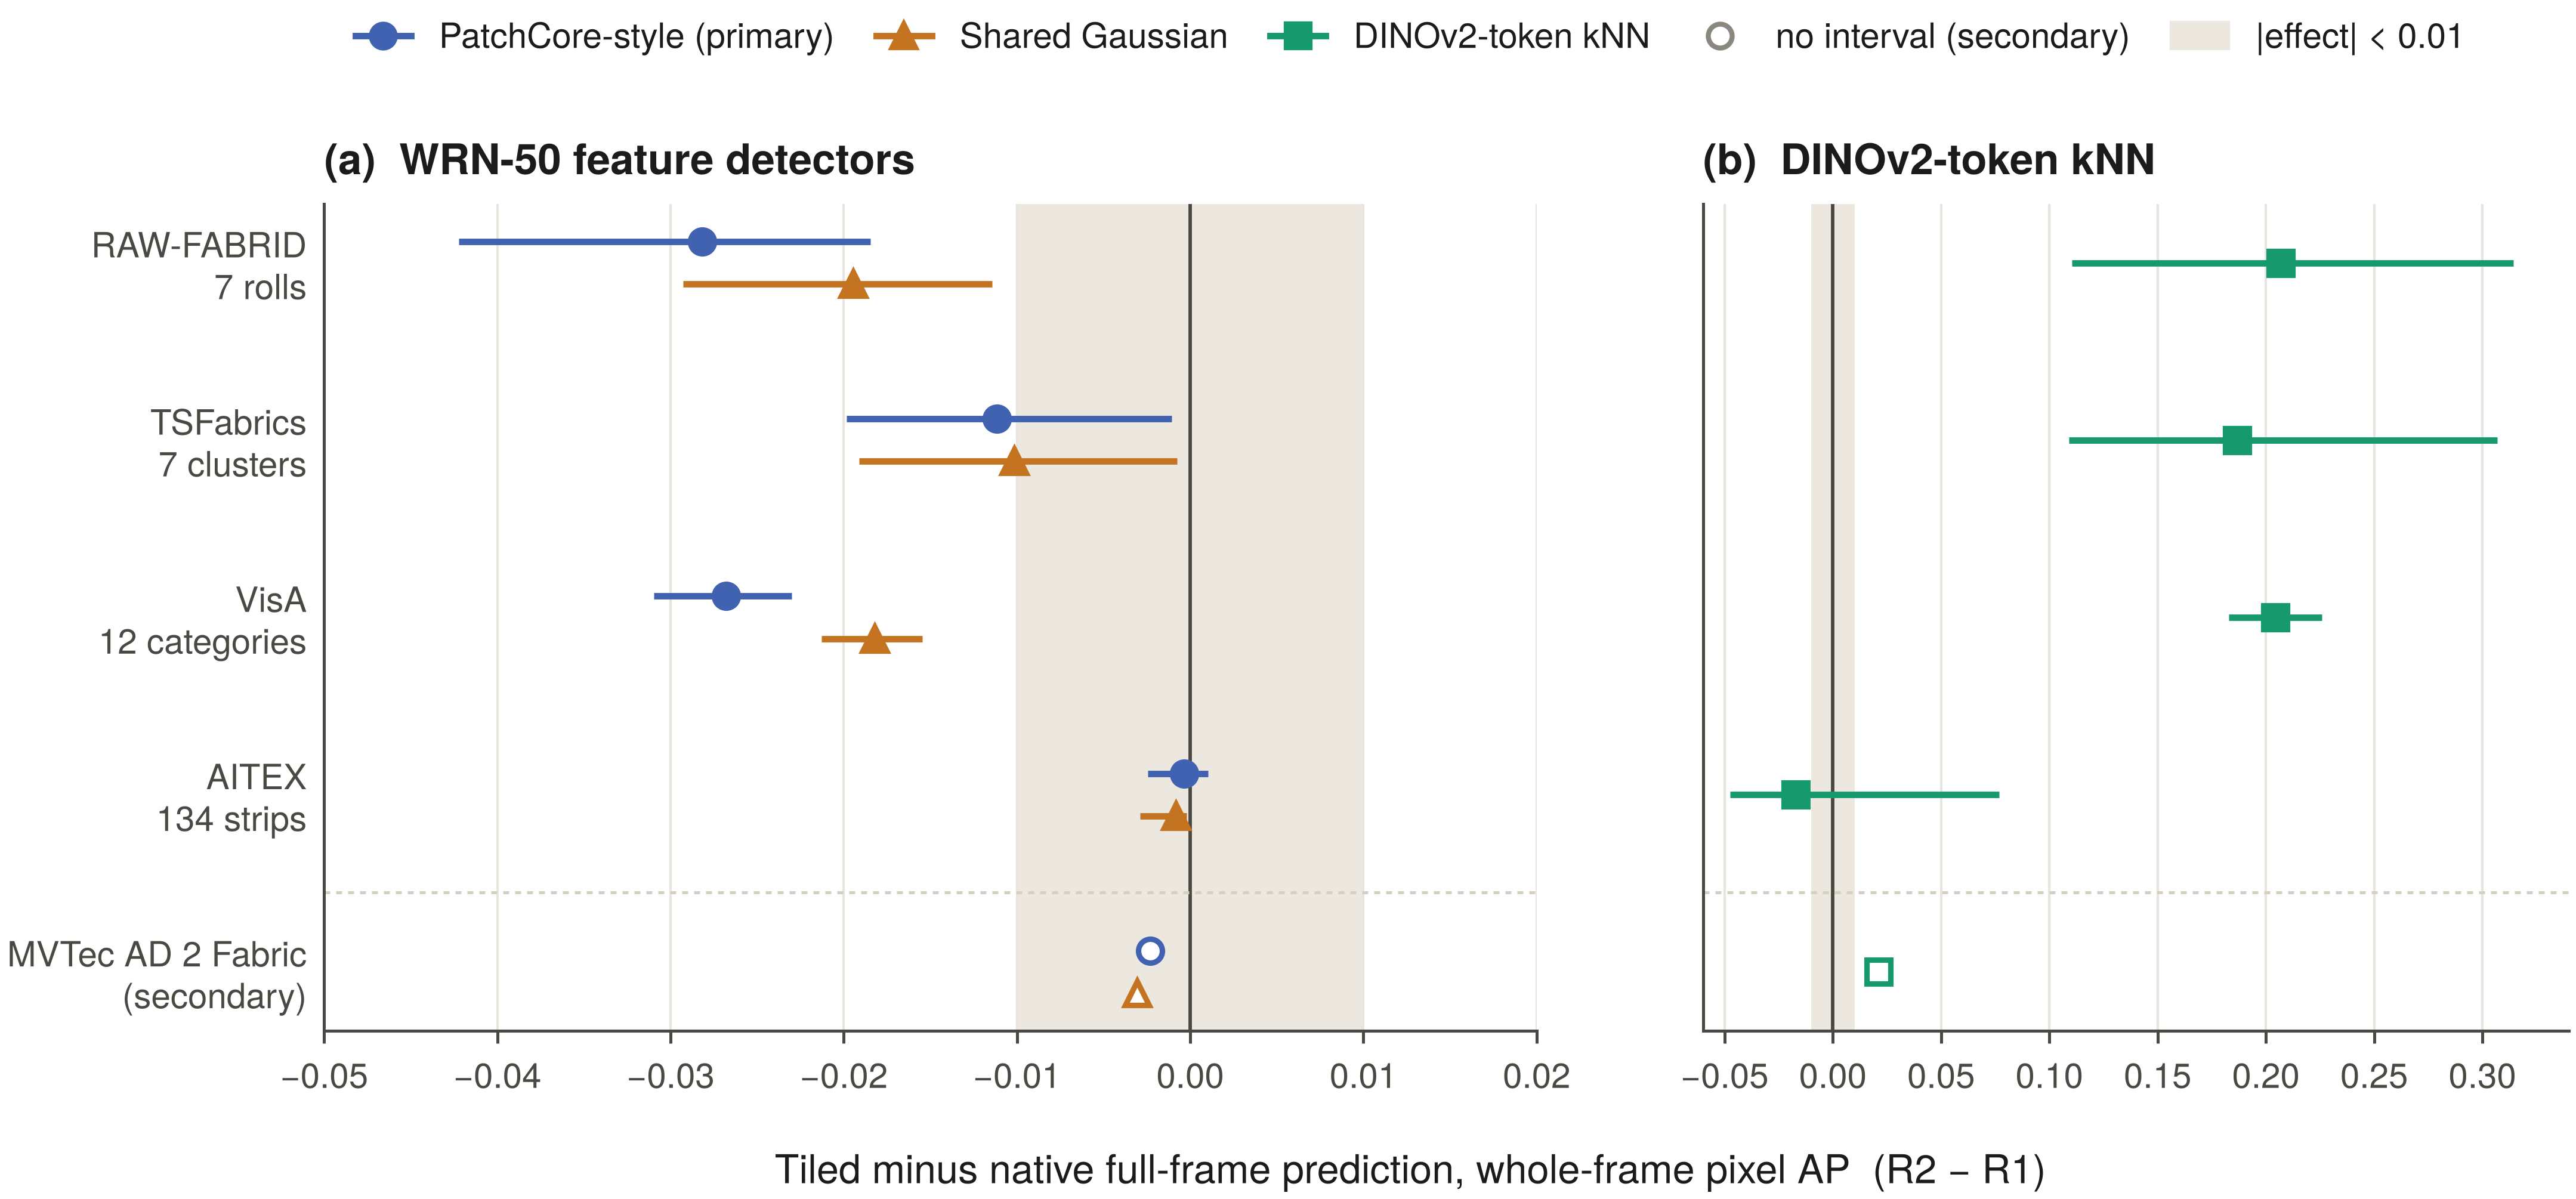 PatchCore-style (primary)
Shared Gaussian
DINOv2-token kNN
no interval (secondary)
|effect| < 0.01
(a) WRN-50 feature detectors
(b) DINOv2-token kNN
RAW-FABRID
7 rolls
TSFabrics
7 clusters
VisA
12 categories
AITEX
134 strips
MVTec AD 2 Fabric
(secondary)
−0.05 −0.04 −0.03 −0.02 −0.01 0.00 0.01 0.02
−0.05 0.00 0.05 0.10 0.15 0.20 0.25 0.30
Tiled minus native full-frame prediction, whole-frame pixel AP (R2 − R1)